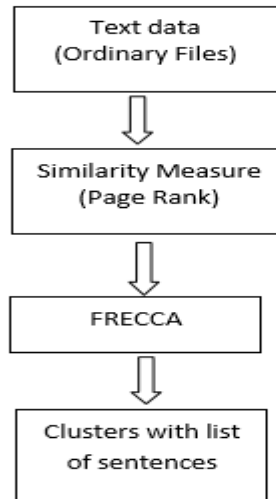 Text data
(Ordinary Files)
Similarity Measure
(Page Rank)
FRECCA
Clusters with list
of sentences